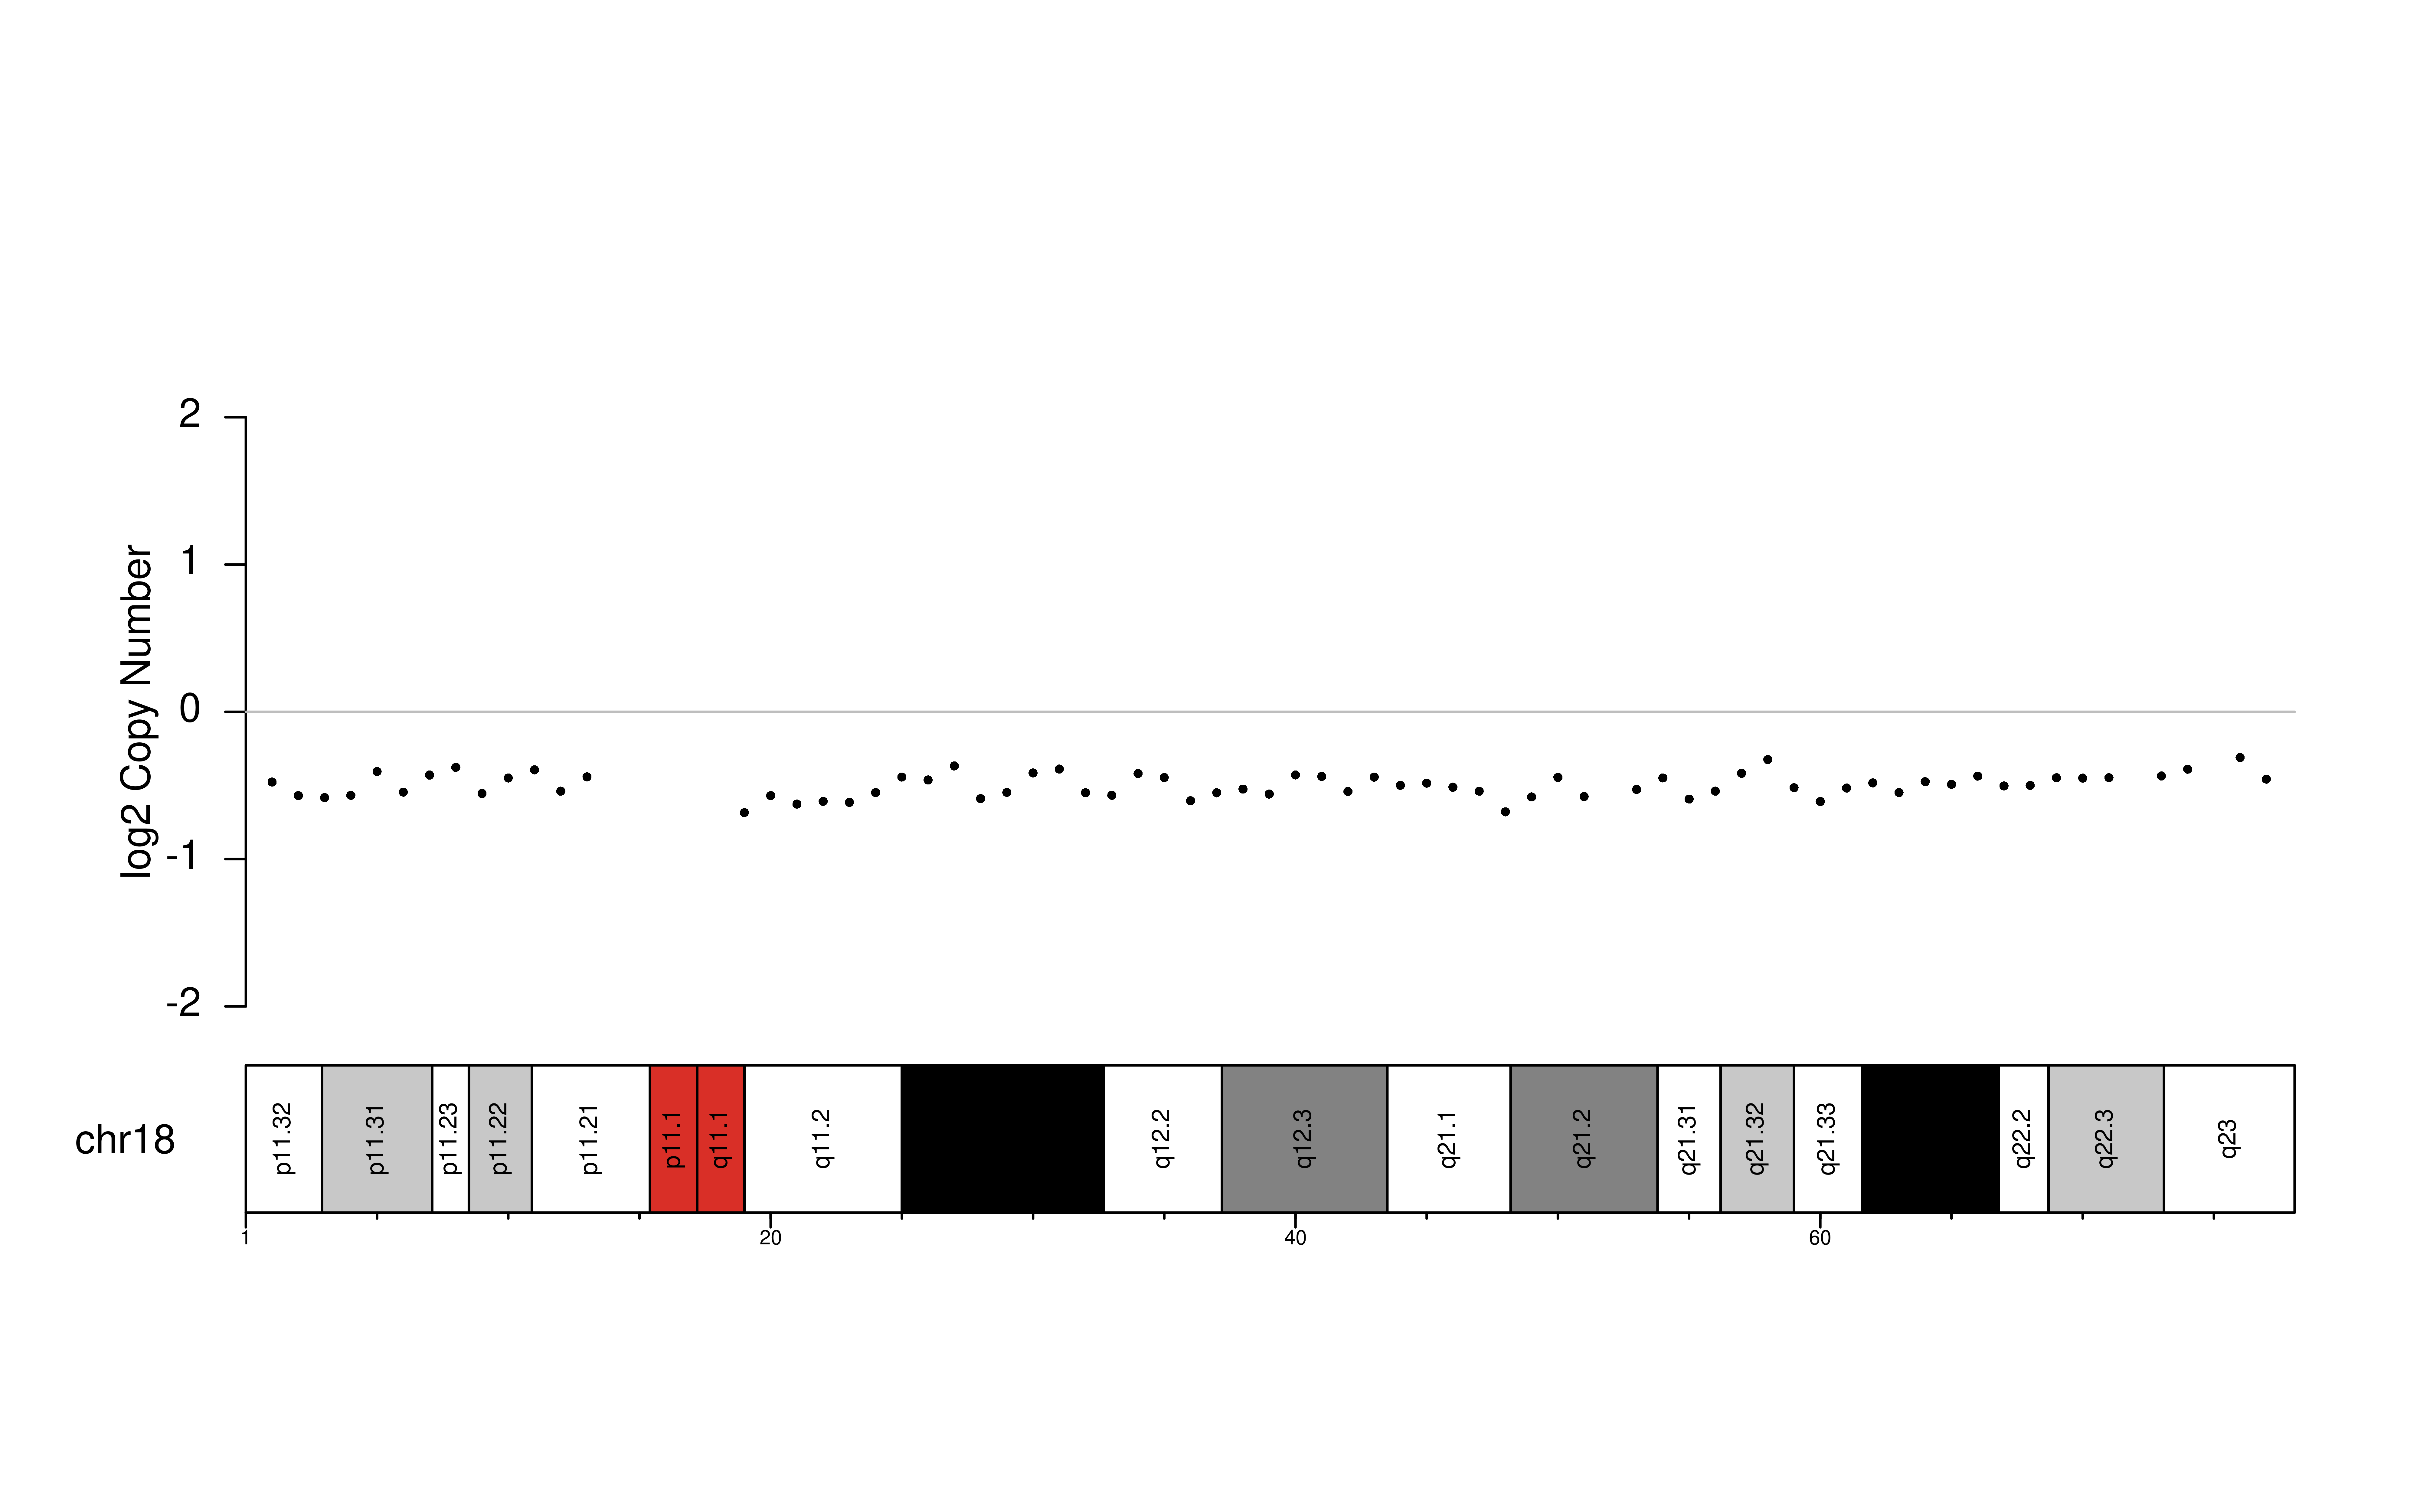 2
1
0
-1
-2
log2 Copy Number
chr18
p11.32
p11.31
p11.23
p11.22
p11.21
p11.1
q11.1
q11.2
q12.2
q12.3
q21.1
q21.2
q21.31
q21.32
q21.33
q22.2
q22.3
q23
1
20
40
60